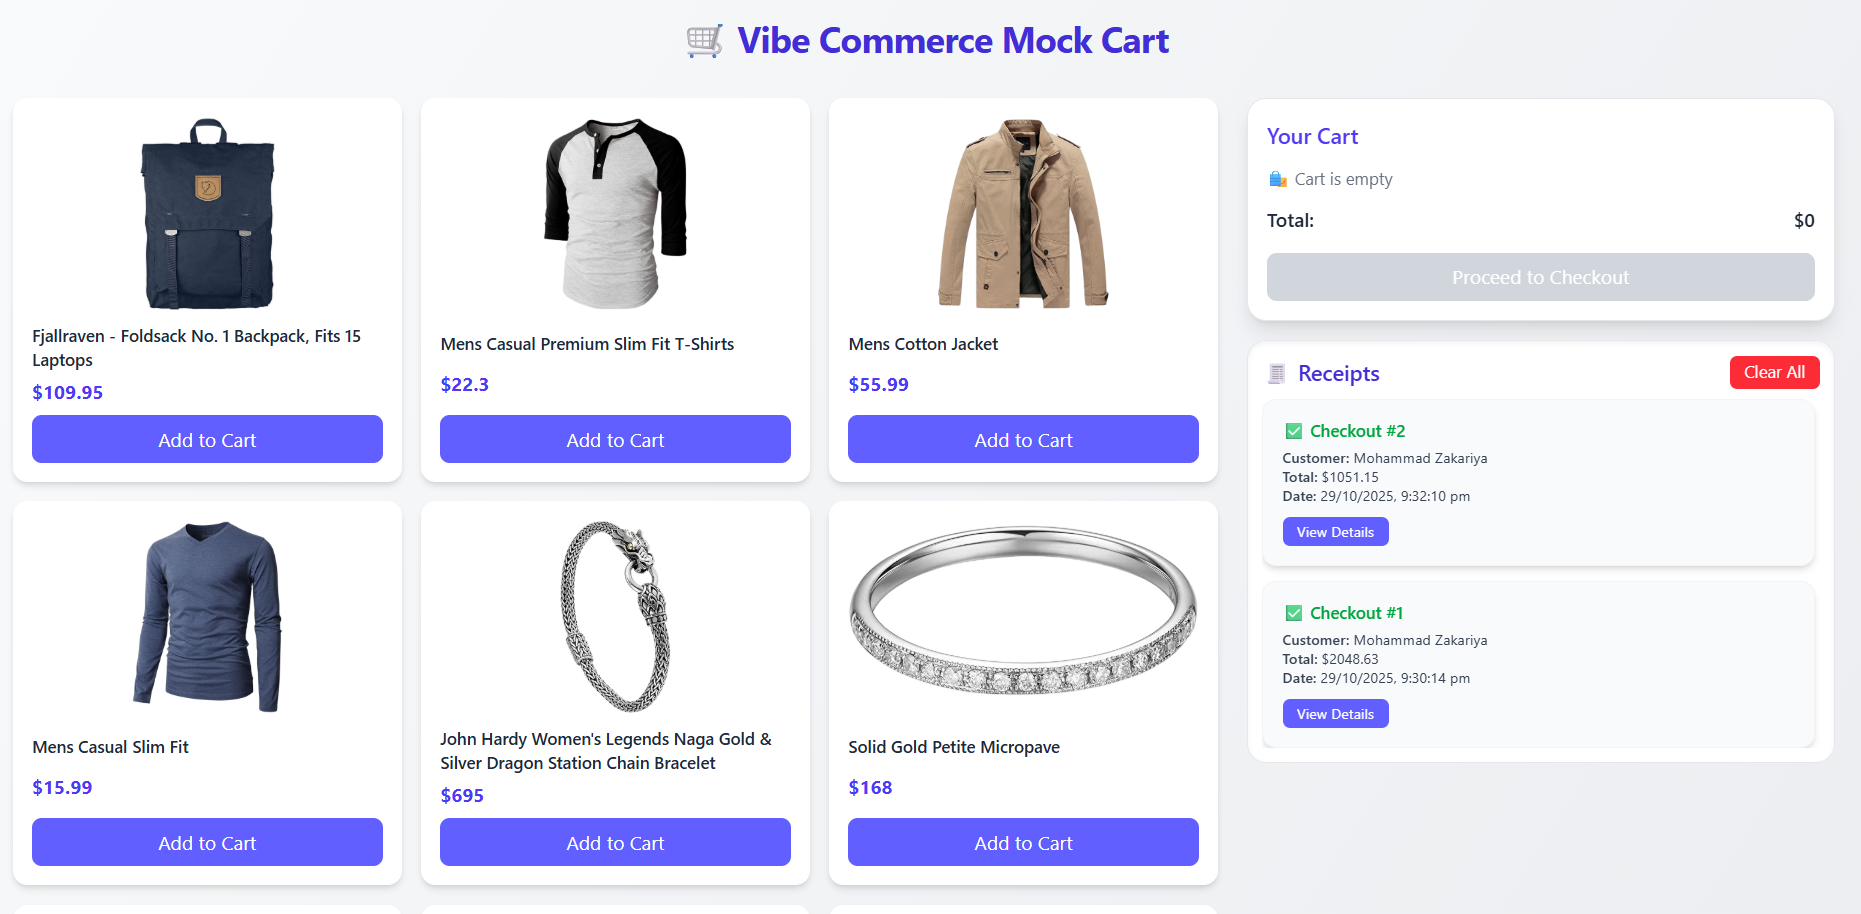 Vibe Commerce Mock Cart
Fjallraven - Foldsack No. 1 Backpack, Fits 15
Laptops
$109.95
Add to Cart
Mens Casual Premium Slim Fit T-Shirts
$22.3
Add to Cart
Mens Cotton Jacket
$55.99
Add to Cart
Mens Casual Slim Fit
$15.99
Add to Cart
John Hardy Women's Legends Naga Gold &
Silver Dragon Station Chain Bracelet
$695
Add to Cart
Solid Gold Petite Micropave
$168
Add to Cart
Your Cart
Cart is empty
Total: $0
Proceed to Checkout
Receipts
Clear All
Checkout #2
Customer: Mohammad Zakariya
Total: $1051.15
Date: 29/10/2025, 9:32:10 pm
View Details
Checkout #1
Customer: Mohammad Zakariya
Total: $2048.63
Date: 29/10/2025, 9:30:14 pm
View Details